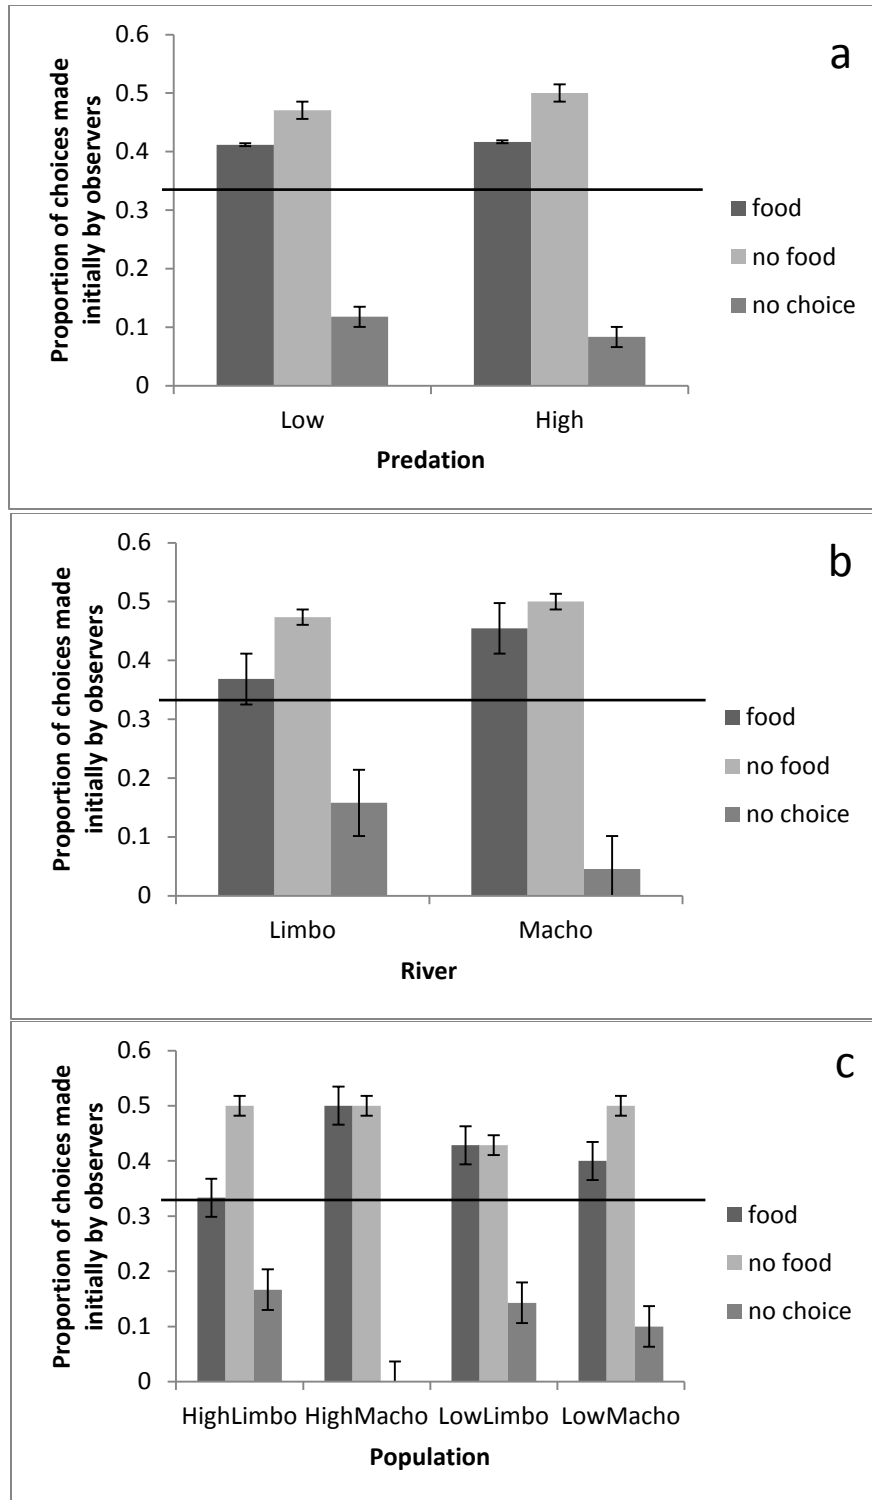 a
Proportion of choices made
initially by observers
0.6
0.5
0.4
0.3
0.2
0.1
0
Low
High
Predation
food
no food
no choice
b
Proportion of choices made
initially by observers
0.6
0.5
0.4
0.3
0.2
0.1
0
Limbo
Macho
River
food
no food
no choice
c
Proportion of choices made
initially by observers
0.6
0.5
0.4
0.3
0.2
0.1
0
HighLimbo HighMacho LowLimbo LowMacho
Population
food
no food
no choice